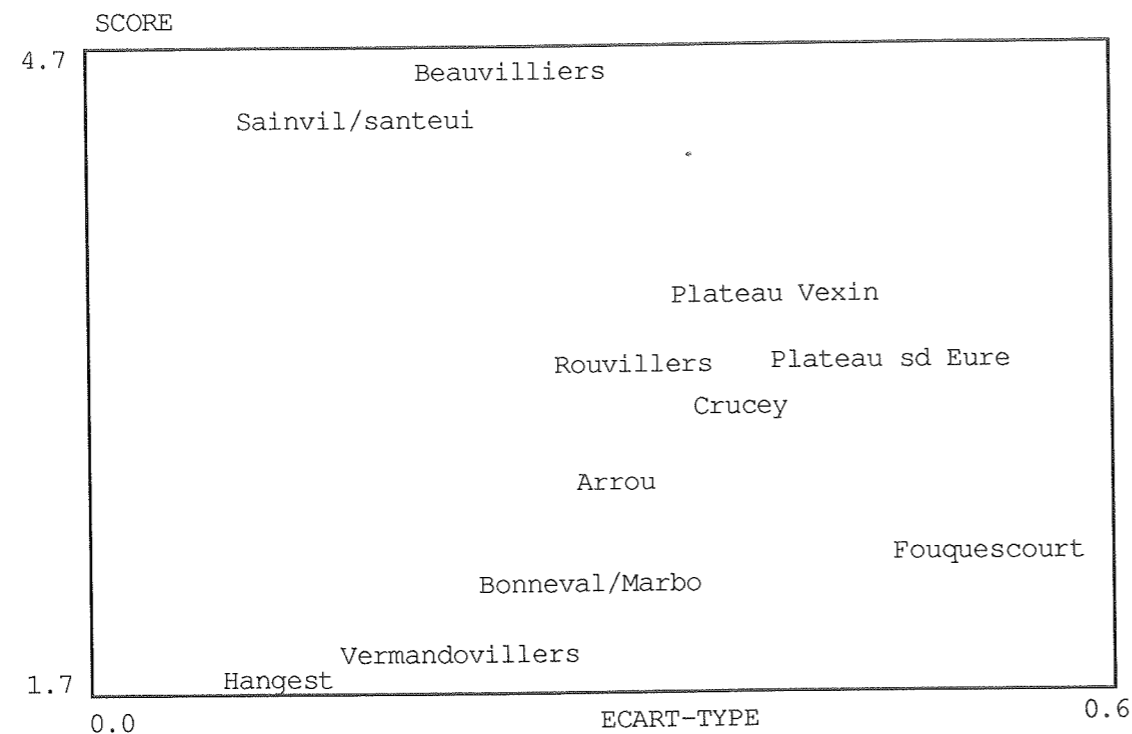 SCORE
4.7
Beauvilliers
Sainvil/santeui
Plateau Vexin
Rouvillers Plateau sd Eure
Crucey
Arrou
Fouquescourt
Bonneval/Marbo
Vermandovillers
Hangest
1.7
0.0 ECART-TYPE 0.6